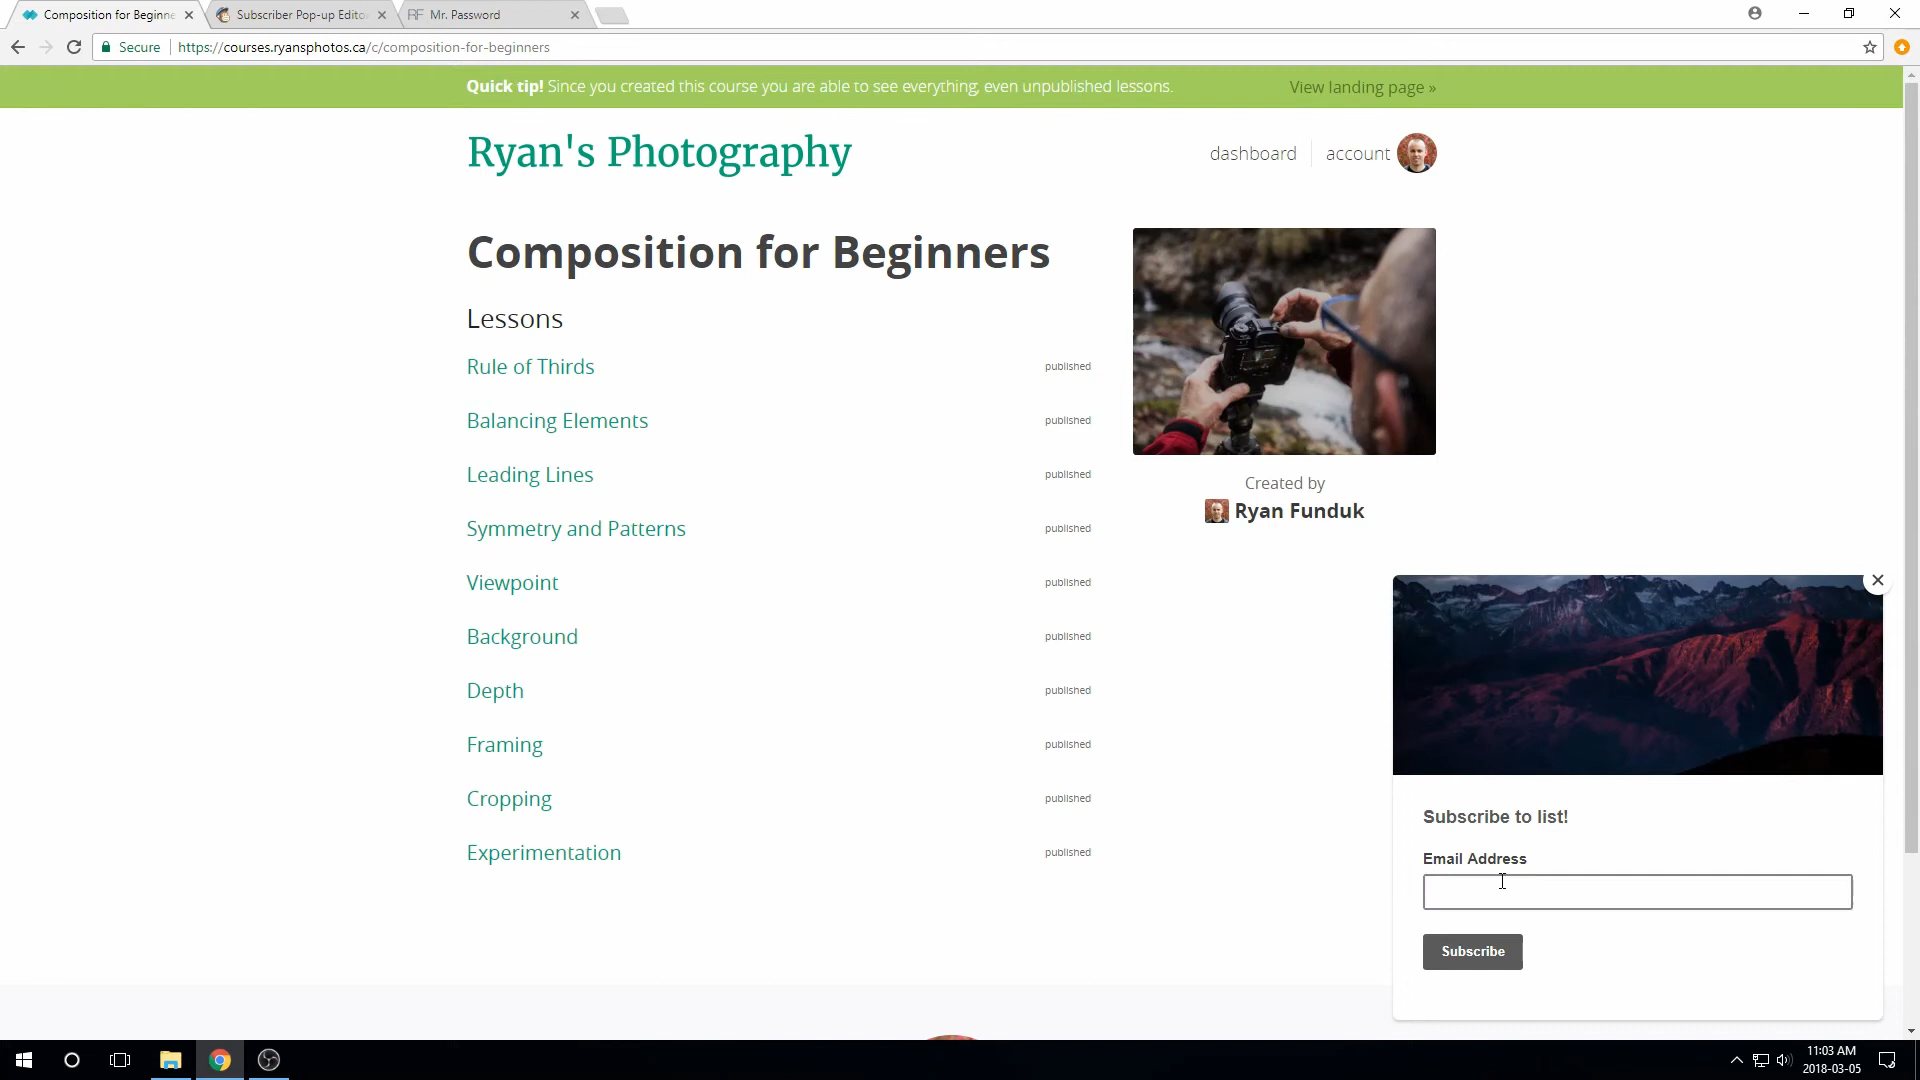 Composition for Beginne
Subscriber Pop-up Edito
RF Mr. Password
Secure
https://courses.ryansphotos.ca/c/composition-for-beginners
Quick tip! Since you created this course you are able to see everything, even unpublished lessons.
View landing page »
Ryan's Photography
dashboard
account
Composition for Beginners
Lessons
Rule of Thirds
published
Balancing Elements
published
Leading Lines
published
Symmetry and Patterns
published
Viewpoint
published
Background
published
Depth
published
Framing
published
Cropping
published
Experimentation
published
Created by
Ryan Funduk
Subscribe to list!
Email Address
Subscribe
11:03 AM
2018-03-05